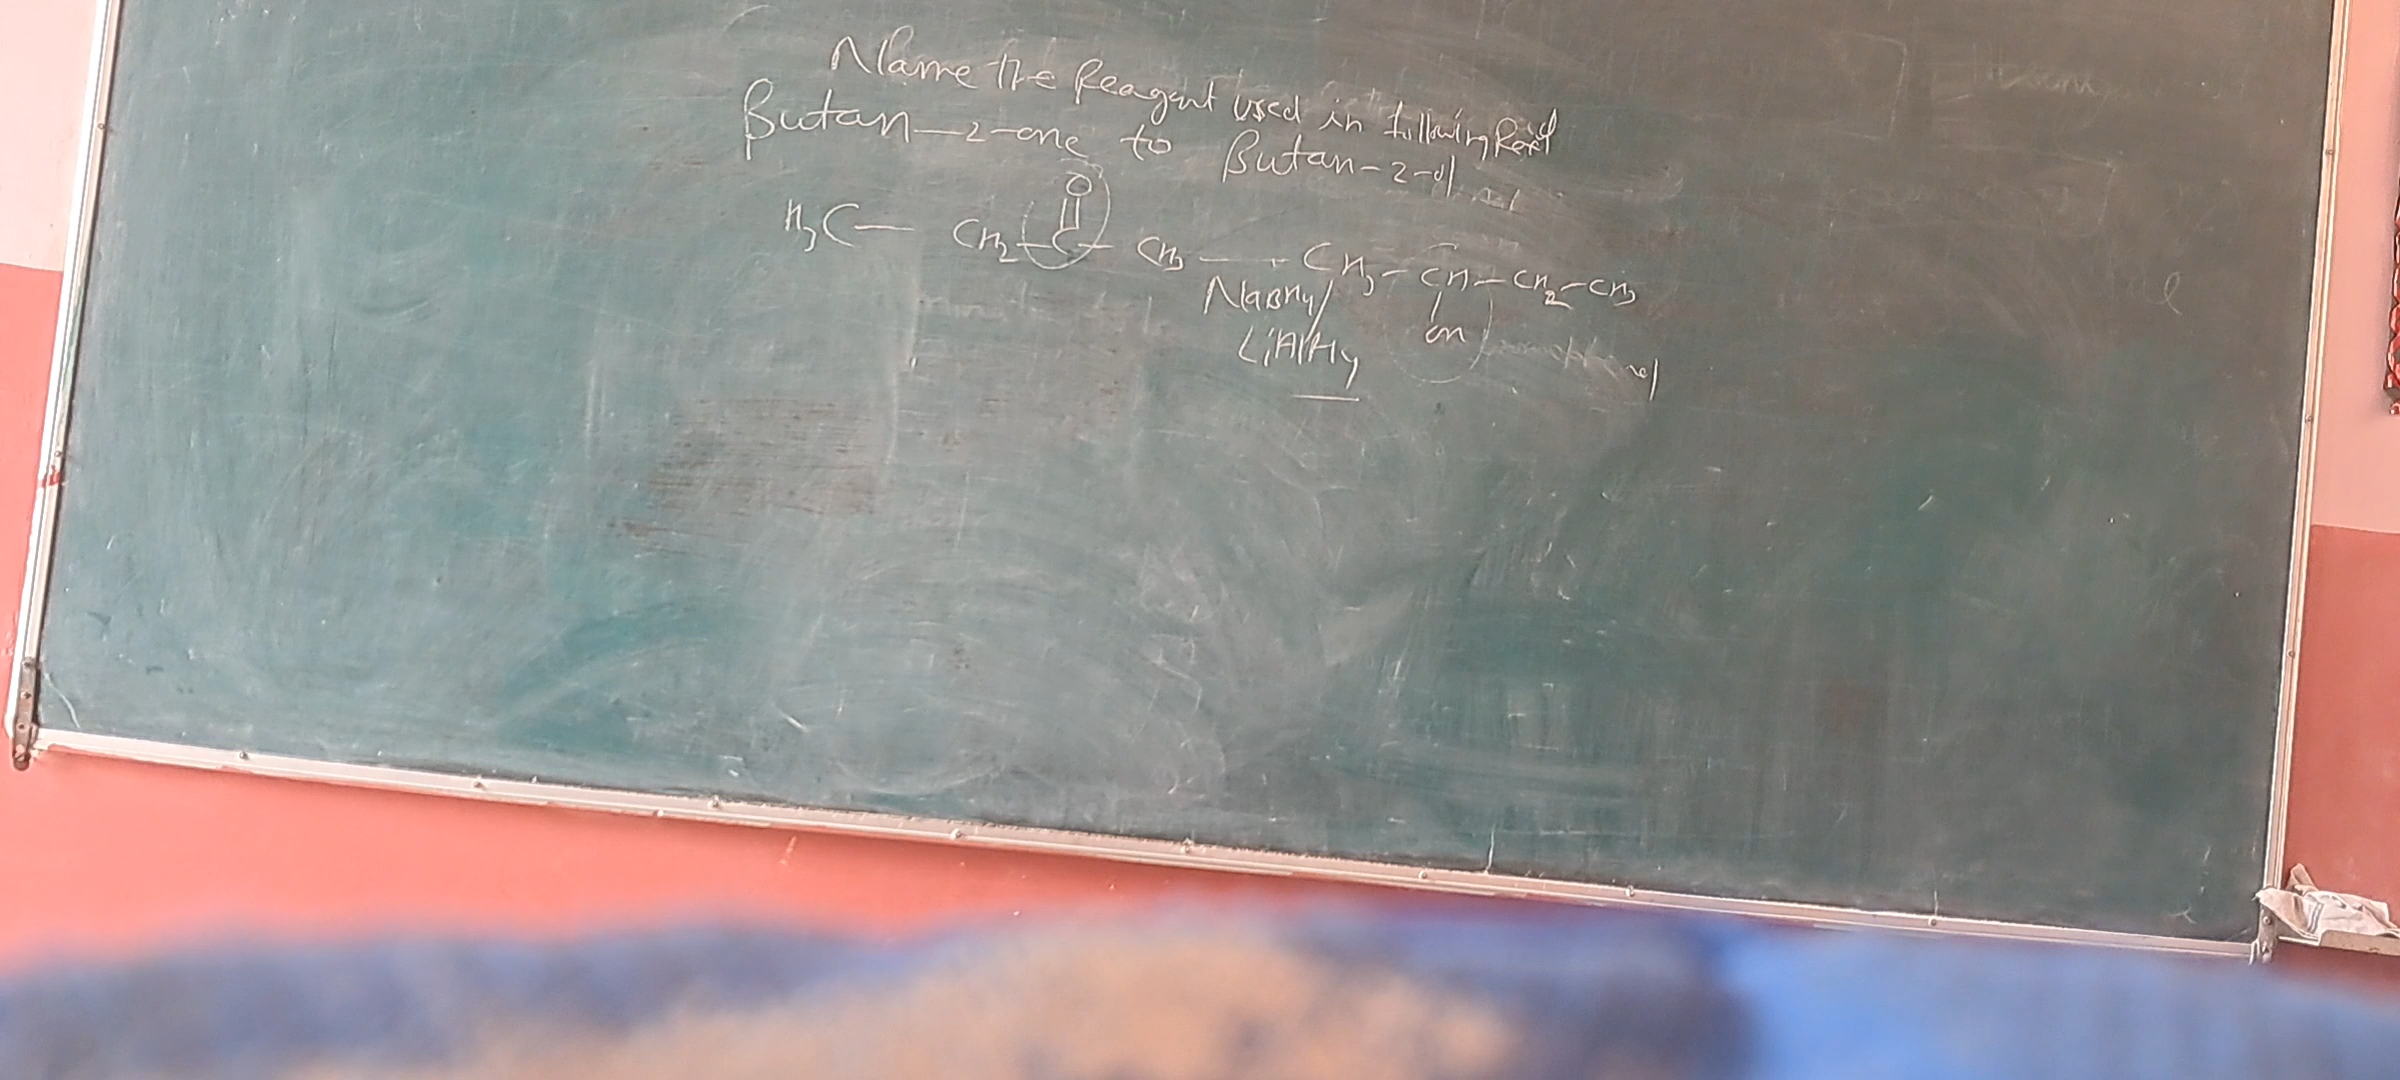 Name the Reagent used in following React
Butan-2-one to Butan-2-ol
O
||
H3C— CH2-C- CH3 → CH3-CH-CH2-CH3
NaBH4/ |
LiAlH4 OH